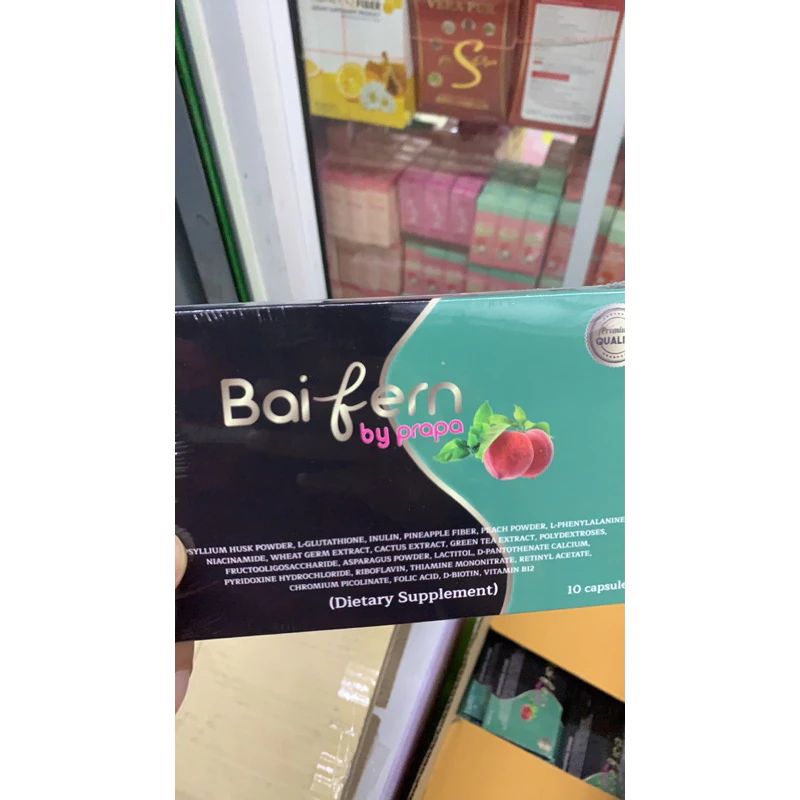 FIBER
S
Premium
QUALI
Bai fern
by prapa
SYLLIUM HUSK POWDER, L-GLUTATHIONE, INULIN, PINEAPPLE FIBER, PEACH POWDER, L-PHENYLALANINE
NIACINAMIDE, WHEAT GERM EXTRACT, CACTUS EXTRACT, GREEN TEA EXTRACT, POLYDEXTROSES,
FRUCTOOLIGOSACCHARIDE, ASPARAGUS POWDER, LACTITOL, D-PANTOTHENATE CALCIUM,
PYRIDOXINE HYDROCHLORIDE, RIBOFLAVIN, THIAMINE MONONITRATE, RETINYL ACETATE,
CHROMIUM PICOLINATE, FOLIC ACID, D-BIOTIN, VITAMIN B12
(Dietary Supplement)
10 capsule